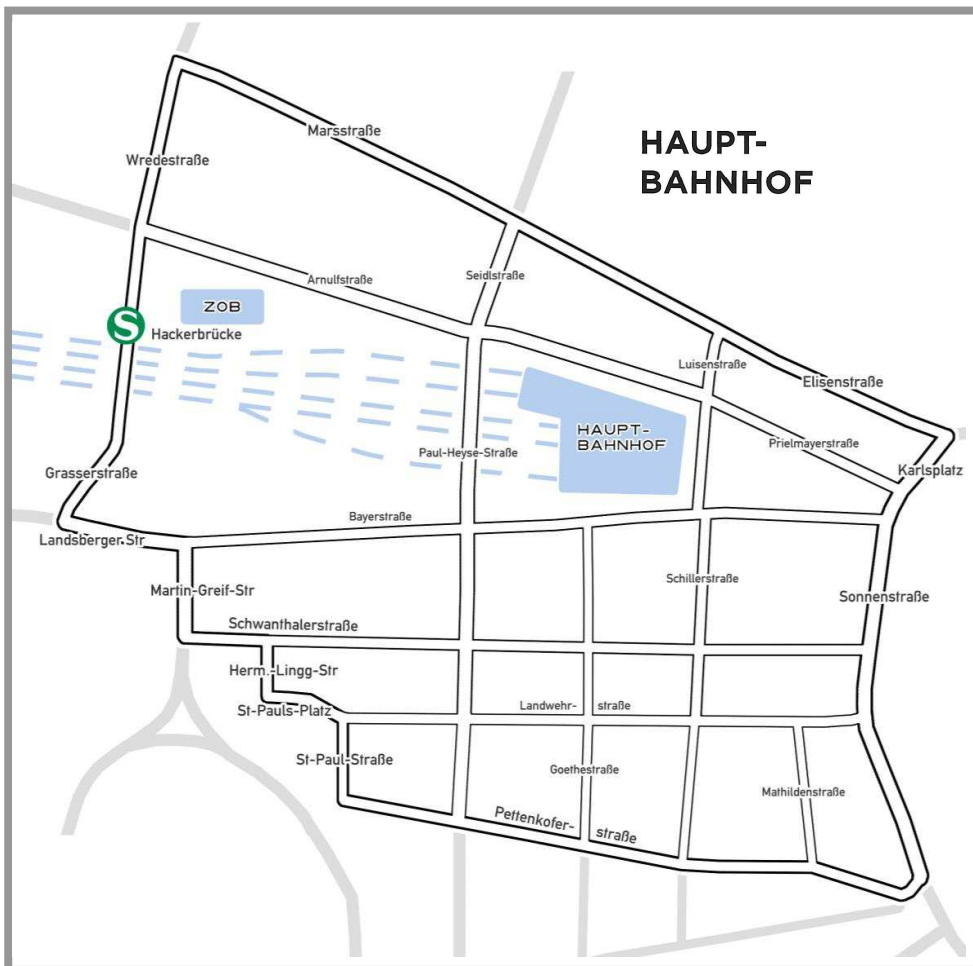 HAUPT-
BAHNHOF
Marsstraße
Wredestraße
Arnulfstraße
Seidlstraße
ZOB
S
Hackerbrücke
Luisenstraße
Elisenstraße
HAUPT-
BAHNHOF
Paul-Heyse-Straße
Prielmayerstraße
Karlsplatz
Grasserstraße
Bayerstraße
Landsberger Str
Schillerstraße
Martin-Greif-Str
Sonnenstraße
Schwanthalerstraße
Herm.-Lingg-Str
Landwehr- straße
St-Pauls-Platz
St-Paul-Straße
Goethestraße
Mathildenstraße
Pettenkofer- straße